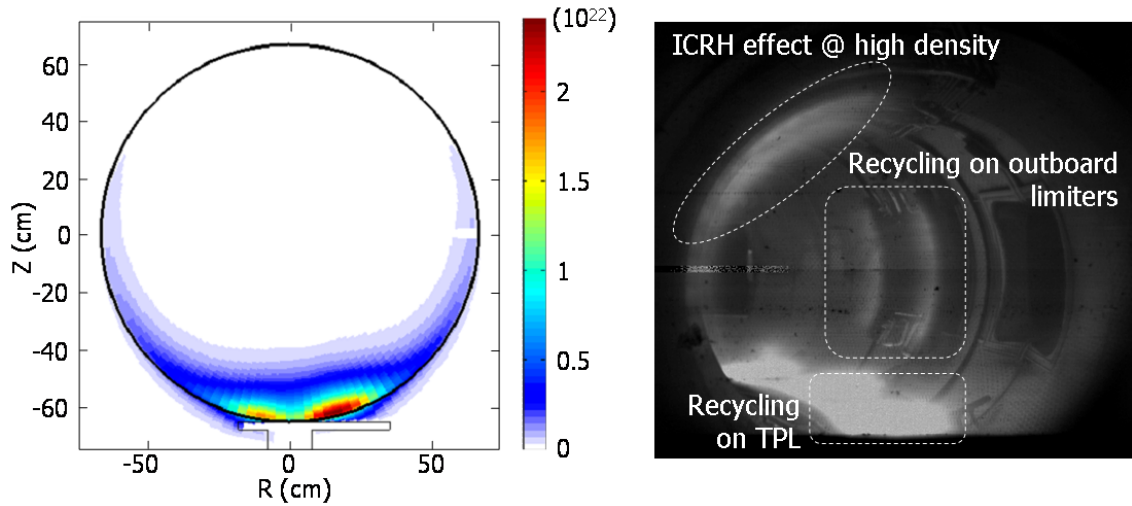 (10²²)
60
40
20
0
-20
-40
-60
Z (cm)
-50
0
50
R (cm)
2
1.5
1
0.5
0
ICRH effect @ high density
Recycling on outboard
limiters
Recycling
on TPL